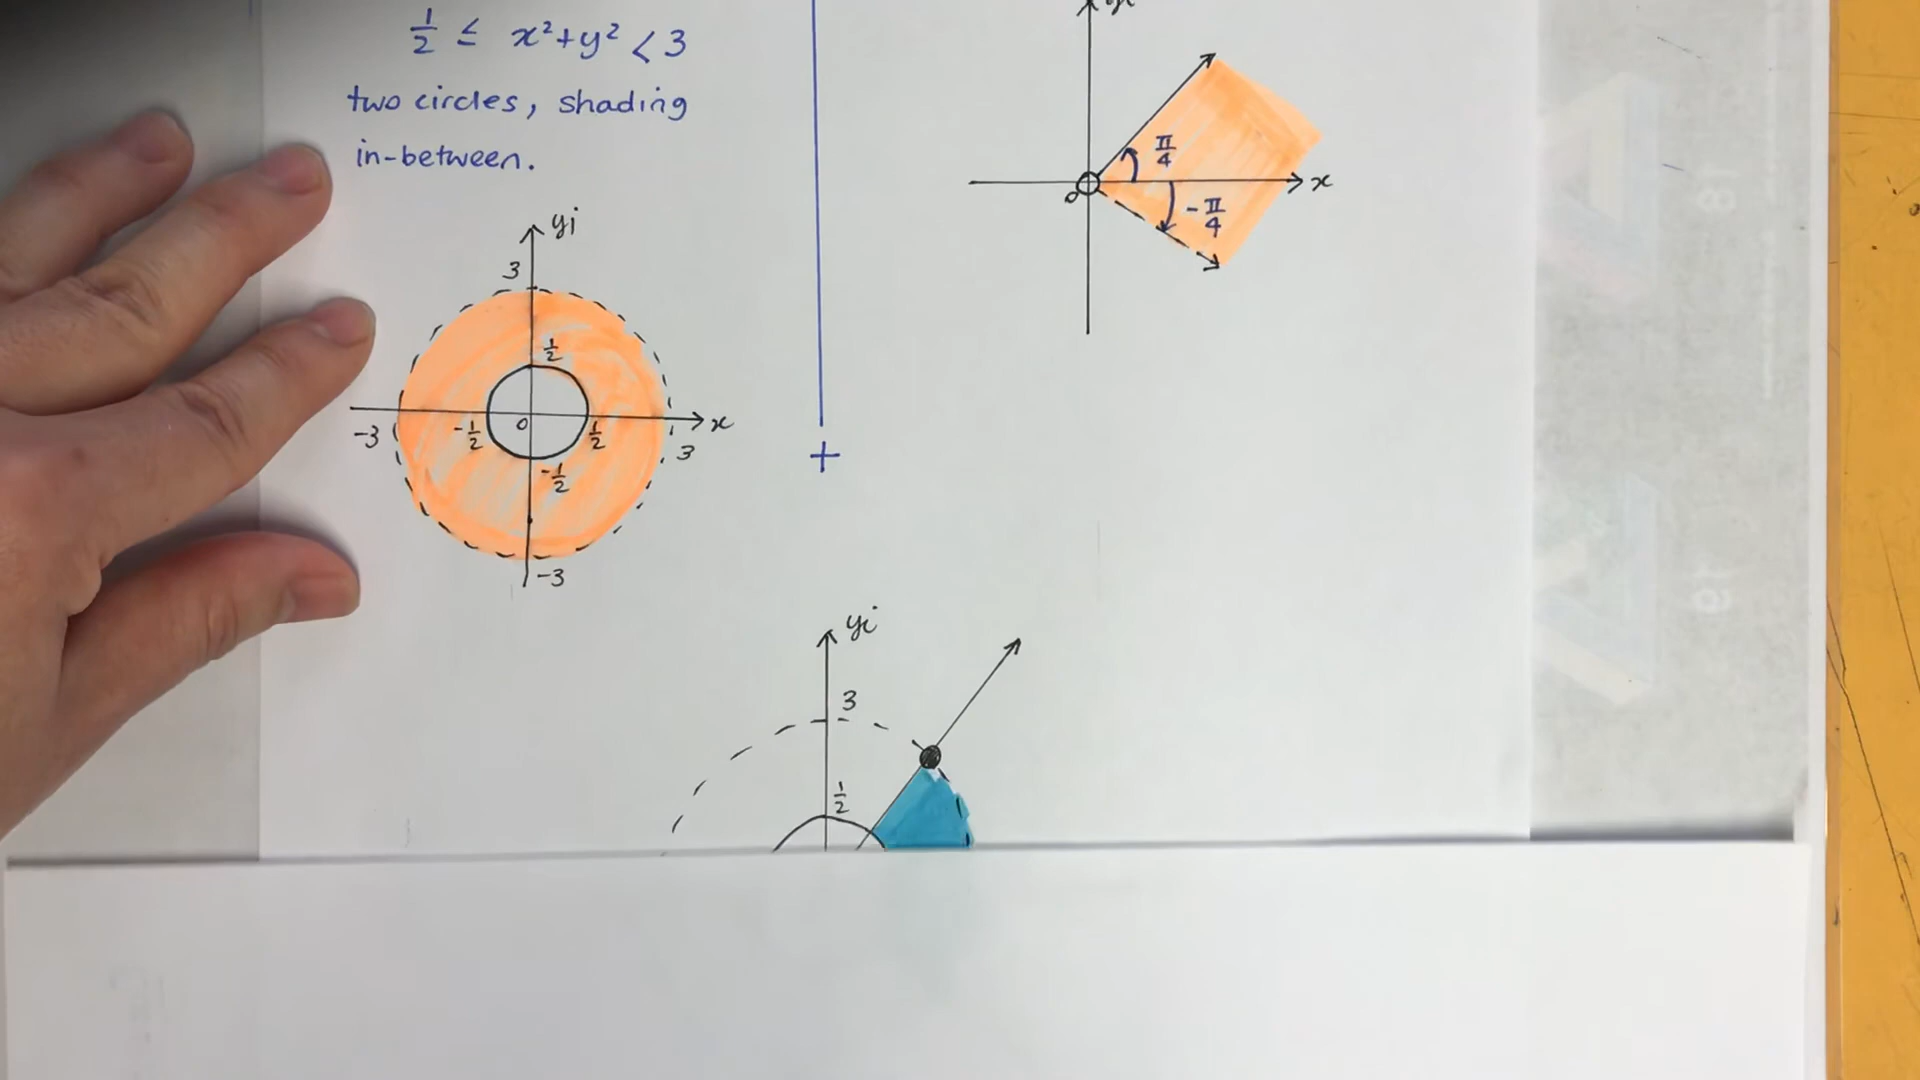 1/2 ≤ x²+y² < 3
two circles, shading
in-between.
yi
3
1/2
-3
-1/2
0
1/2
3
x
-1/2
-3
+
π/4
x
0
-π/4
yi
3
1/2